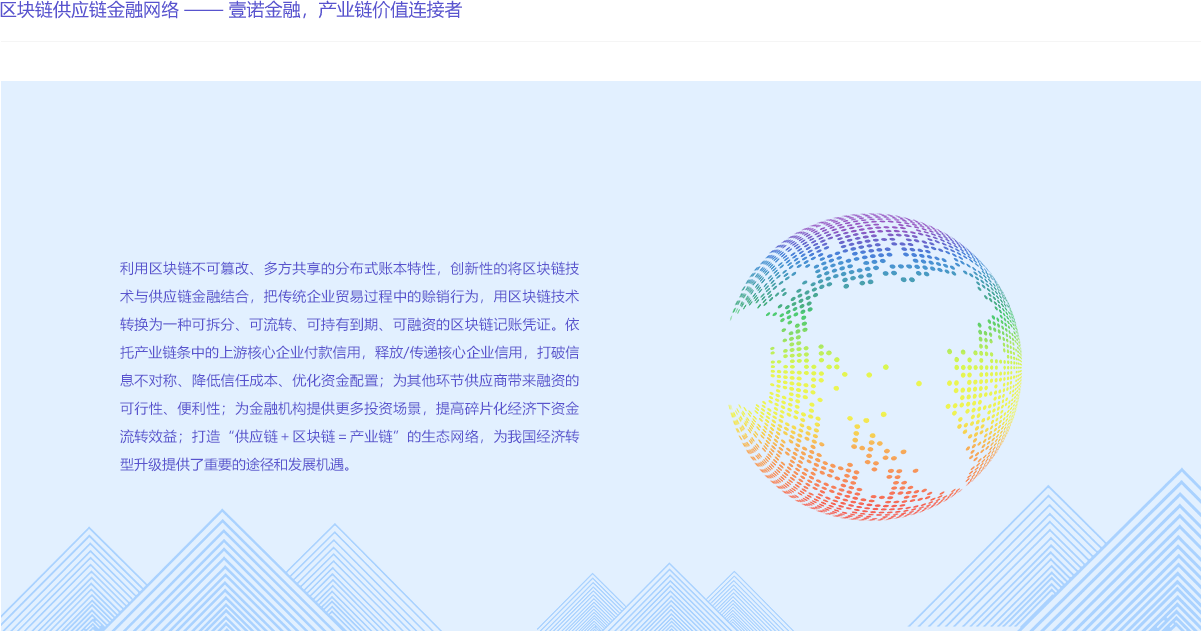 区块链供应链金融网络 —— 壹诺金融，产业链价值连接者
利用区块链不可篡改、多方共享的分布式账本特性，创新性的将区块链技
术与供应链金融结合，把传统企业贸易过程中的赊销行为，用区块链技术
转换为一种可拆分、可流转、可持有到期、可融资的区块链记账凭证。依
托产业链条中的上游核心企业付款信用，释放/传递核心企业信用，打破信
息不对称、降低信任成本、优化资金配置；为其他环节供应商带来融资的
可行性、便利性；为金融机构提供更多投资场景，提高碎片化经济下资金
流转效益；打造“供应链＋区块链＝产业链”的生态网络，为我国经济转
型升级提供了重要的途径和发展机遇。